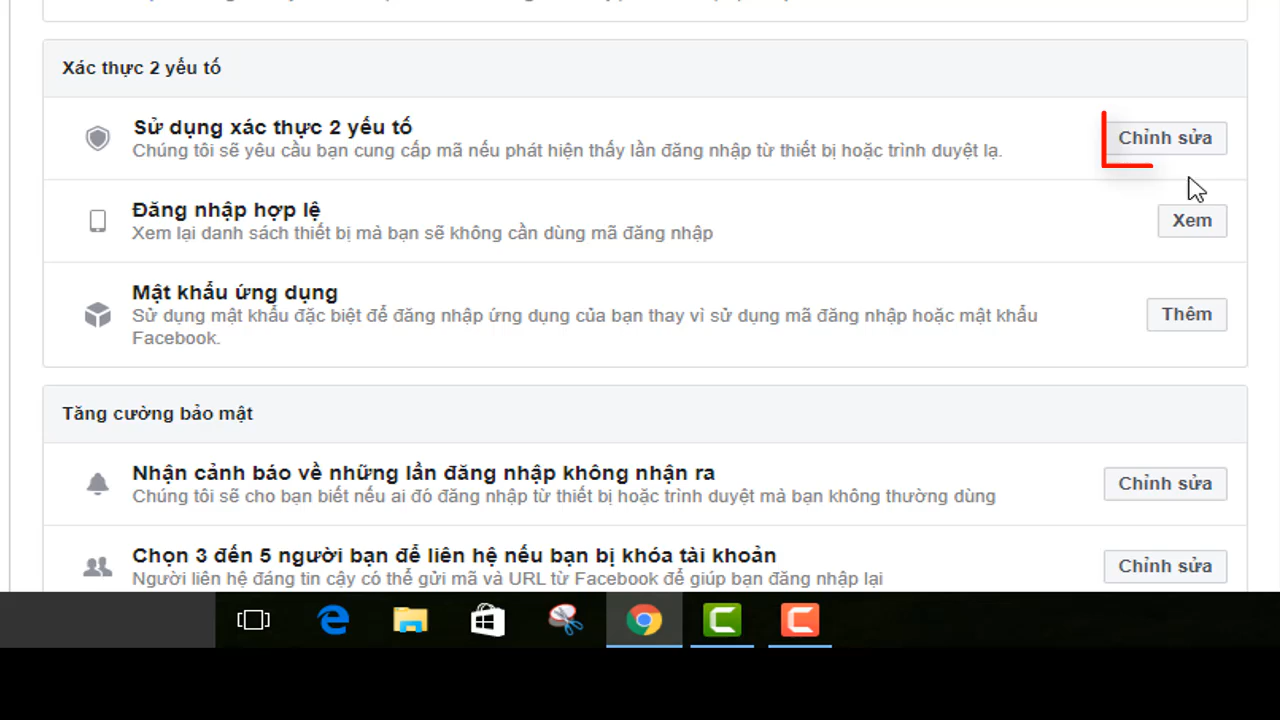 Xác thực 2 yếu tố
Sử dụng xác thực 2 yếu tố
Chúng tôi sẽ yêu cầu bạn cung cấp mã nếu phát hiện thấy lần đăng nhập từ thiết bị hoặc trình duyệt lạ.
Chỉnh sửa
Đăng nhập hợp lệ
Xem lại danh sách thiết bị mà bạn sẽ không cần dùng mã đăng nhập
Xem
Mật khẩu ứng dụng
Sử dụng mật khẩu đặc biệt để đăng nhập ứng dụng của bạn thay vì sử dụng mã đăng nhập hoặc mật khẩu
Facebook.
Thêm
Tăng cường bảo mật
Nhận cảnh báo về những lần đăng nhập không nhận ra
Chúng tôi sẽ cho bạn biết nếu ai đó đăng nhập từ thiết bị hoặc trình duyệt mà bạn không thường dùng
Chỉnh sửa
Chọn 3 đến 5 người bạn để liên hệ nếu bạn bị khóa tài khoản
Người liên hệ đáng tin cậy có thể gửi mã và URL từ Facebook để giúp bạn đăng nhập lại
Chỉnh sửa